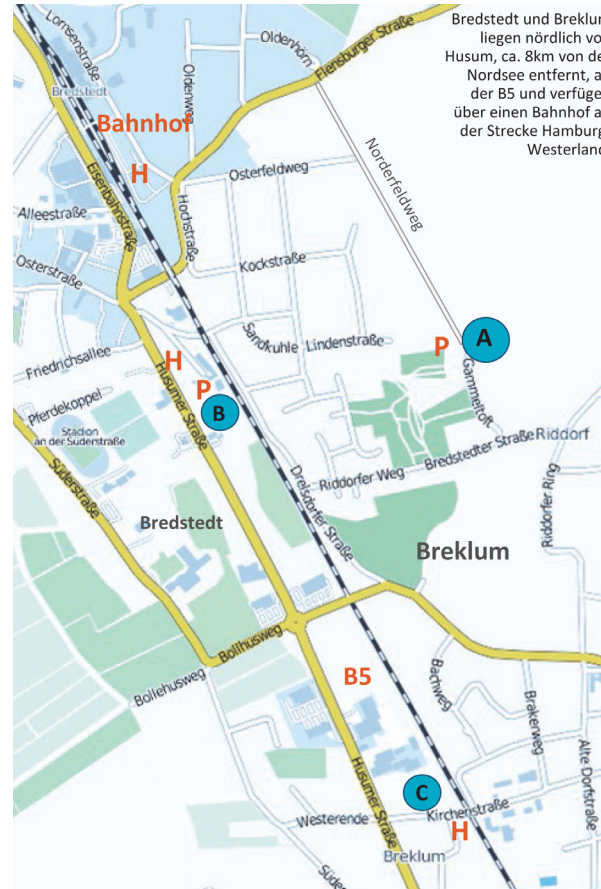 Bredstedt und Breklum
liegen nördlich vo
Husum, ca. 8km von de
Nordsee entfernt, a
der B5 und verfüge
über einen Bahnhof a
der Strecke Hamburg
Westerland
Lornsenstraße
Oldenhörn
Flensburger Straße
Bredstedt
Oldenweg
Bahnhof
H
Norderfeldweg
Osterfeldweg
Eisenbahnstraße
Hochstraße
Alleestraße
Osterstraße
Kockstraße
Sandkuhle
Lindenstraße
P
A
Friedrichsallee
H
Husumer Straße
P
B
Gammeltoft
Pferdekoppel
Stadion
an der Süderstraße
Bredstedter Straße
Riddorf
Riddorfer Weg
Süderstraße
Drelsdorfer Straße
Riddorfer Ring
Bredstedt
Breklum
Bollhusweg
B5
Bollehusweg
Bachweg
Brakerweg
Alte Dorfstraße
Husumer Straße
C
Westerende
Kirchenstraße
H
Breklum
Süde